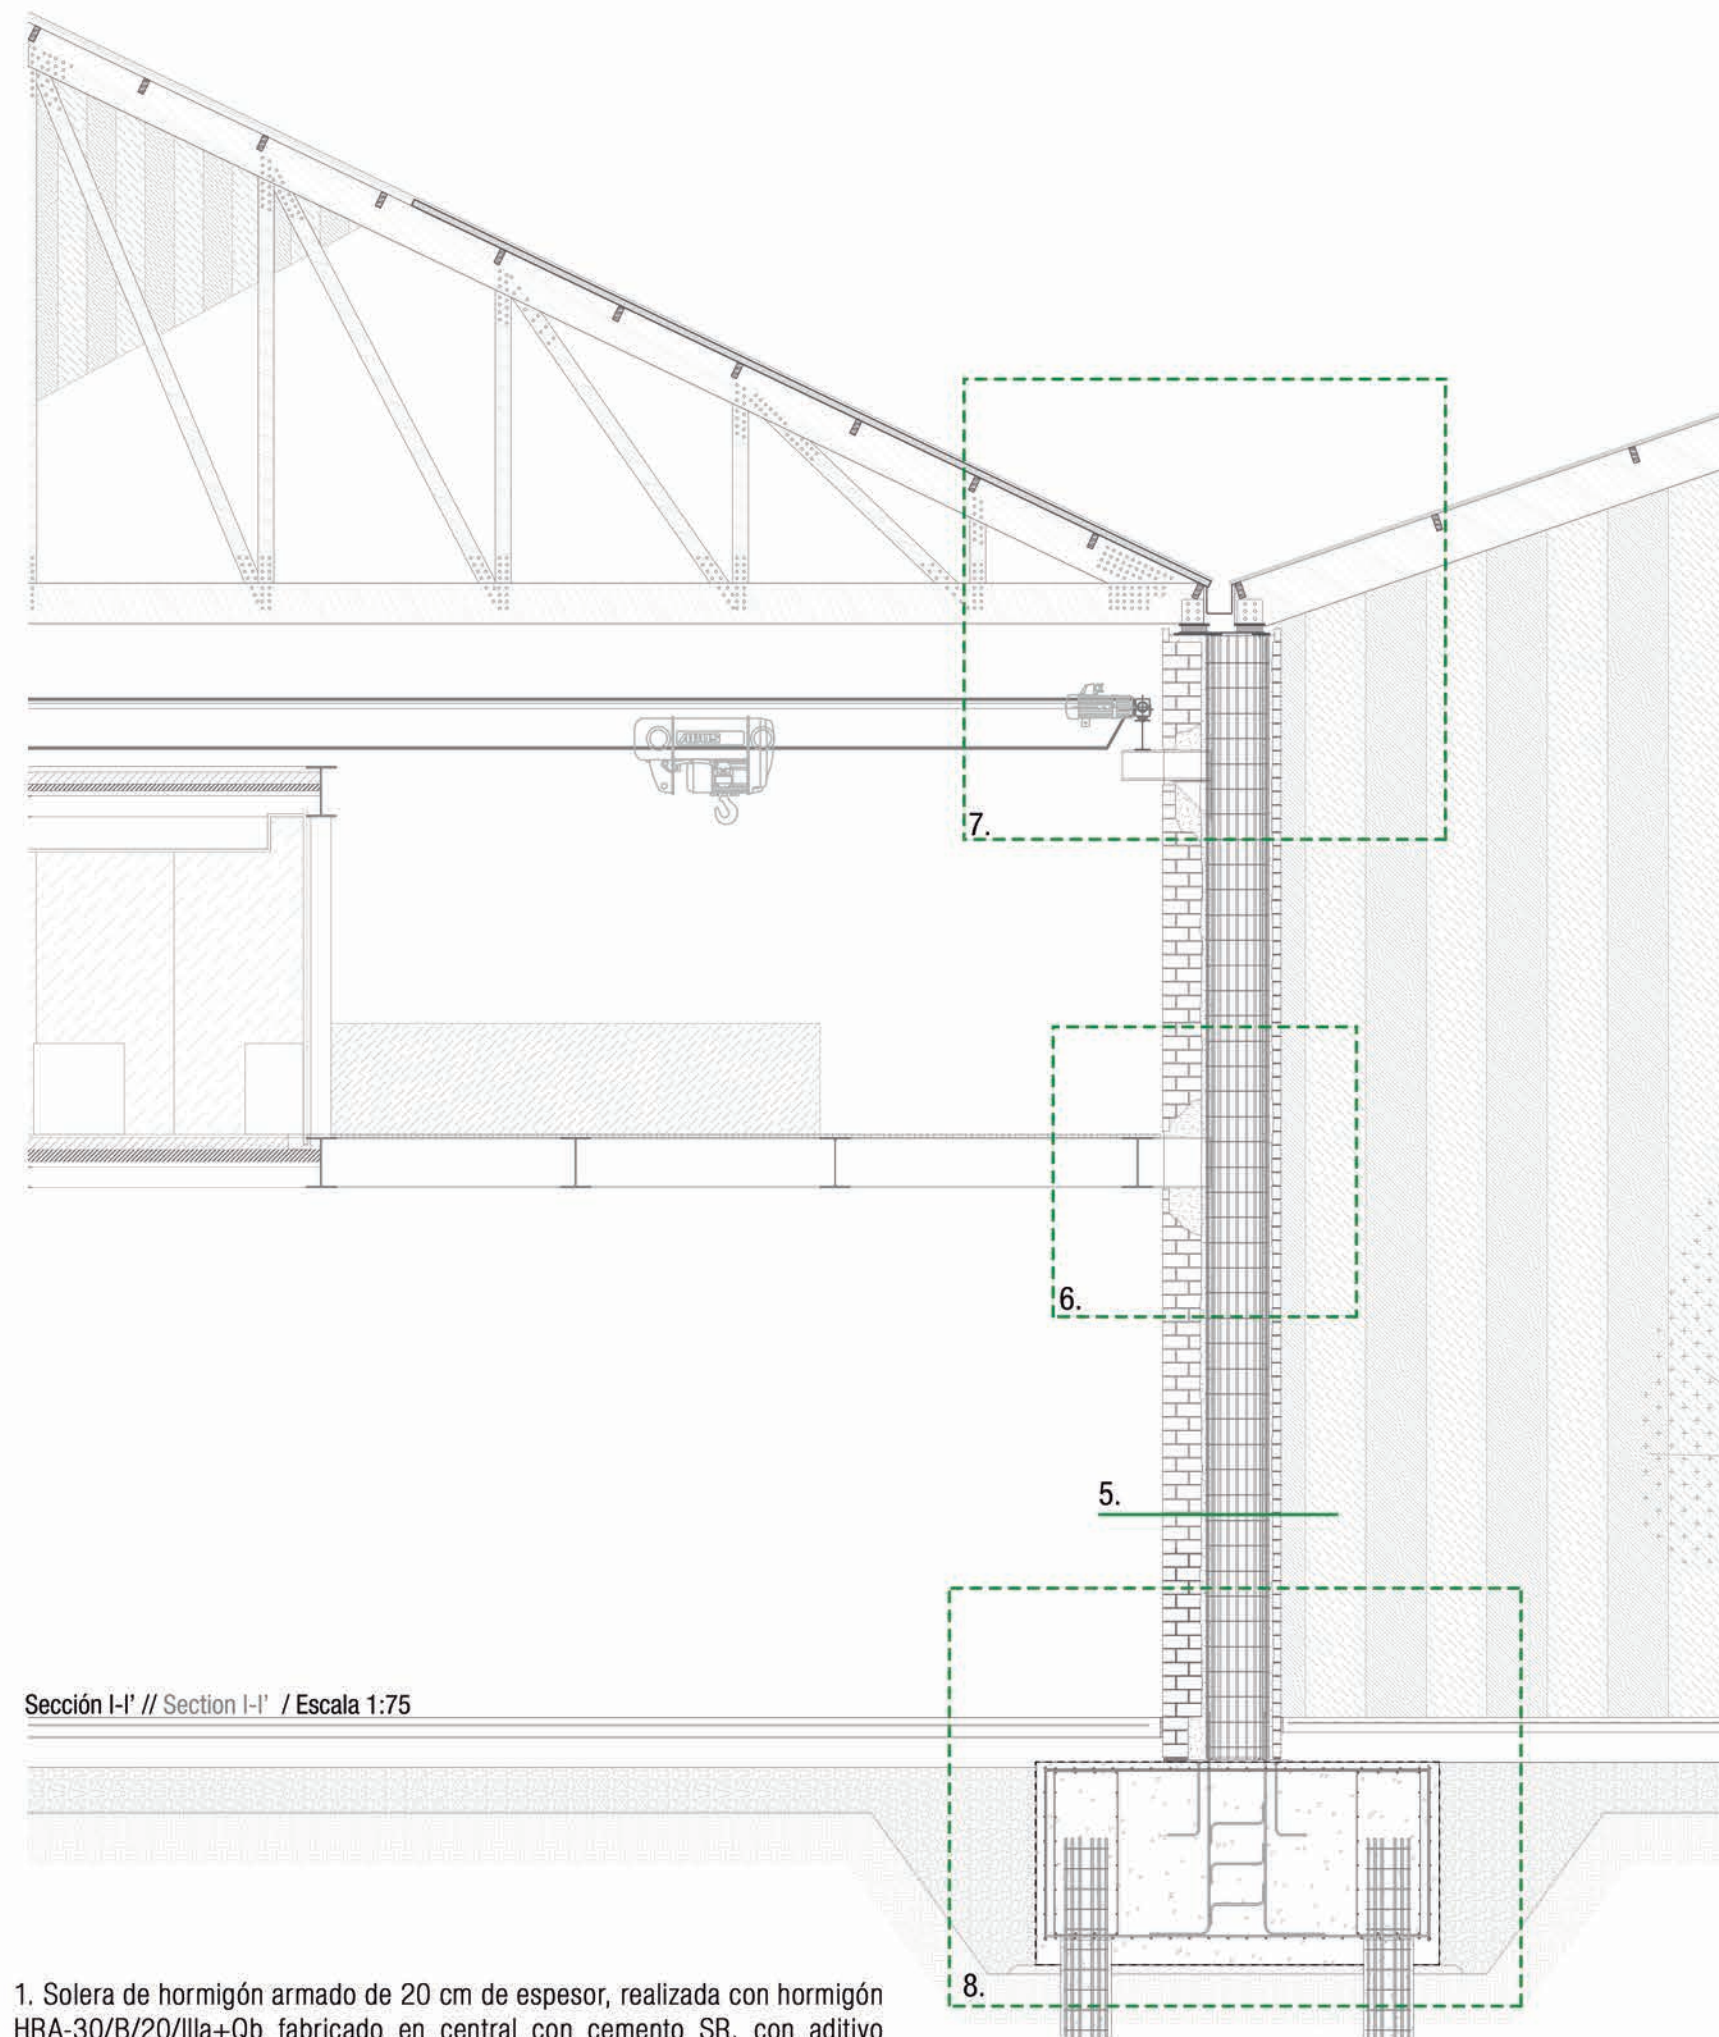 7.
6.
5.
Sección I-I’ // Section I-I’ / Escala 1:75
8.
1. Solera de hormigón armado de 20 cm de espesor, realizada con hormigón
HRA-30/B/20/IIIa+Qb fabricado en central con cemento SR, con aditivo